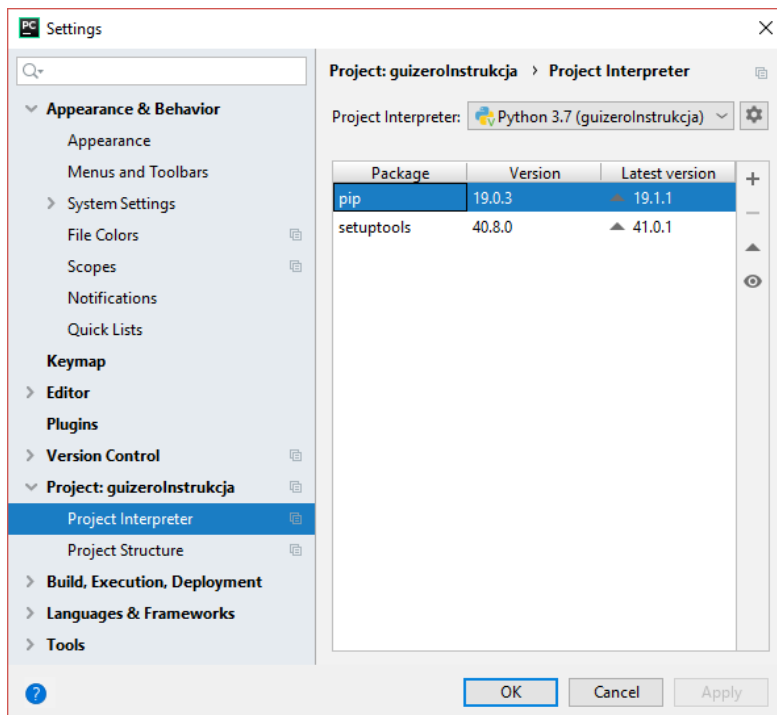 PC Settings
Appearance & Behavior
Appearance
Menus and Toolbars
System Settings
File Colors
Scopes
Notifications
Quick Lists
Keymap
Editor
Plugins
Version Control
Project: guizeroInstrukcja
Project Interpreter
Project Structure
Build, Execution, Deployment
Languages & Frameworks
Tools
Project: guizeroInstrukcja › Project Interpreter
Project Interpreter: Python 3.7 (guizeroInstrukcja)
Package Version Latest version
pip 19.0.3 19.1.1
setuptools 40.8.0 41.0.1
? OK Cancel Apply